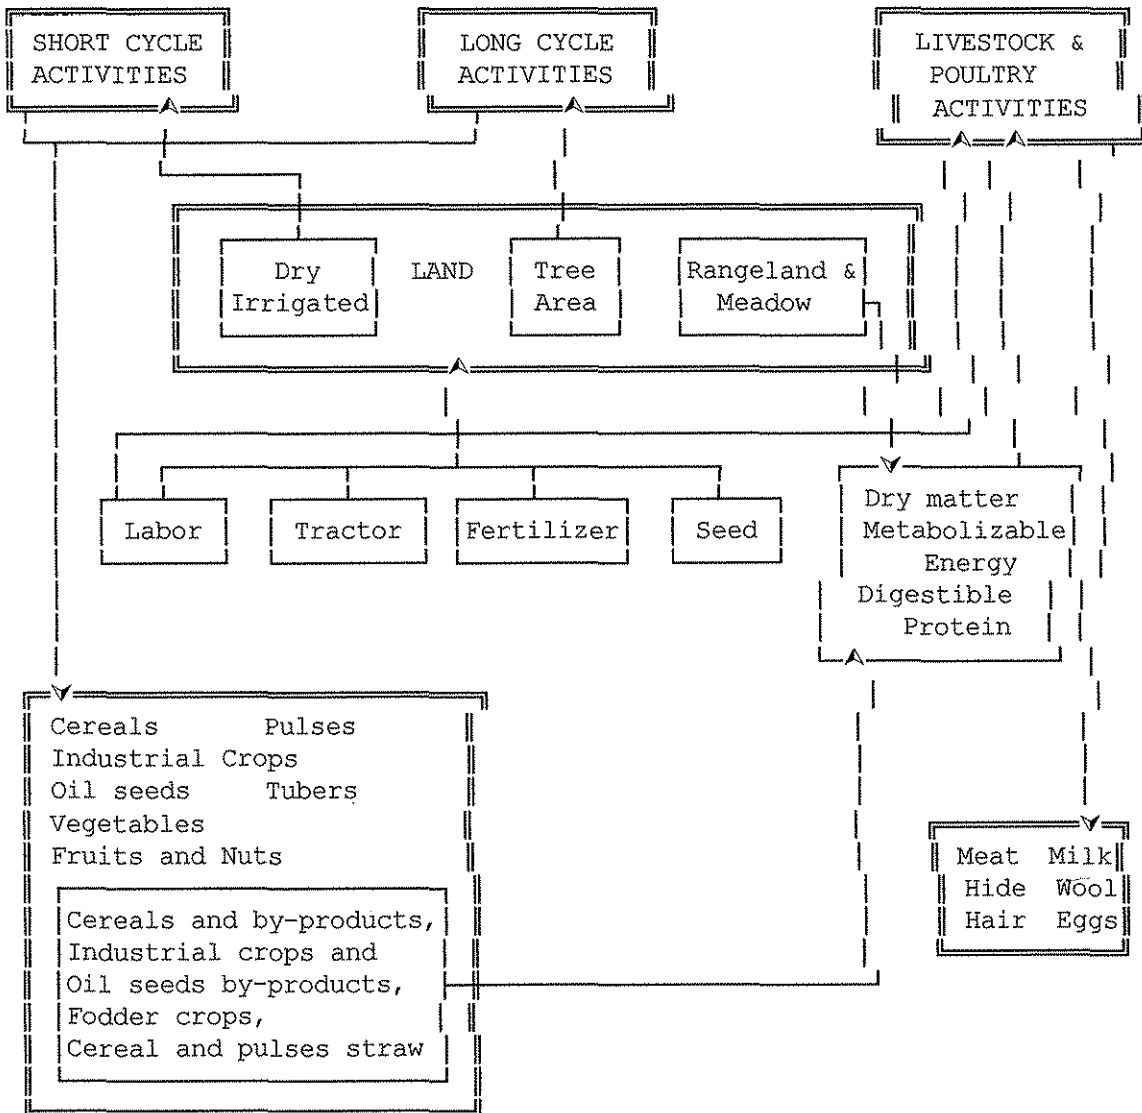 SHORT CYCLE
ACTIVITIES
LONG CYCLE
ACTIVITIES
LIVESTOCK &
POULTRY
ACTIVITIES
Dry
Irrigated
LAND
Tree
Area
Rangeland &
Meadow
Labor
Tractor
Fertilizer
Seed
Dry matter
Metabolizable
Energy
Digestible
Protein
Cereals Pulses
Industrial Crops
Oil seeds Tubers
Vegetables
Fruits and Nuts
Cereals and by-products,
Industrial crops and
Oil seeds by-products,
Fodder crops,
Cereal and pulses straw
Meat Milk
Hide Wool
Hair Eggs